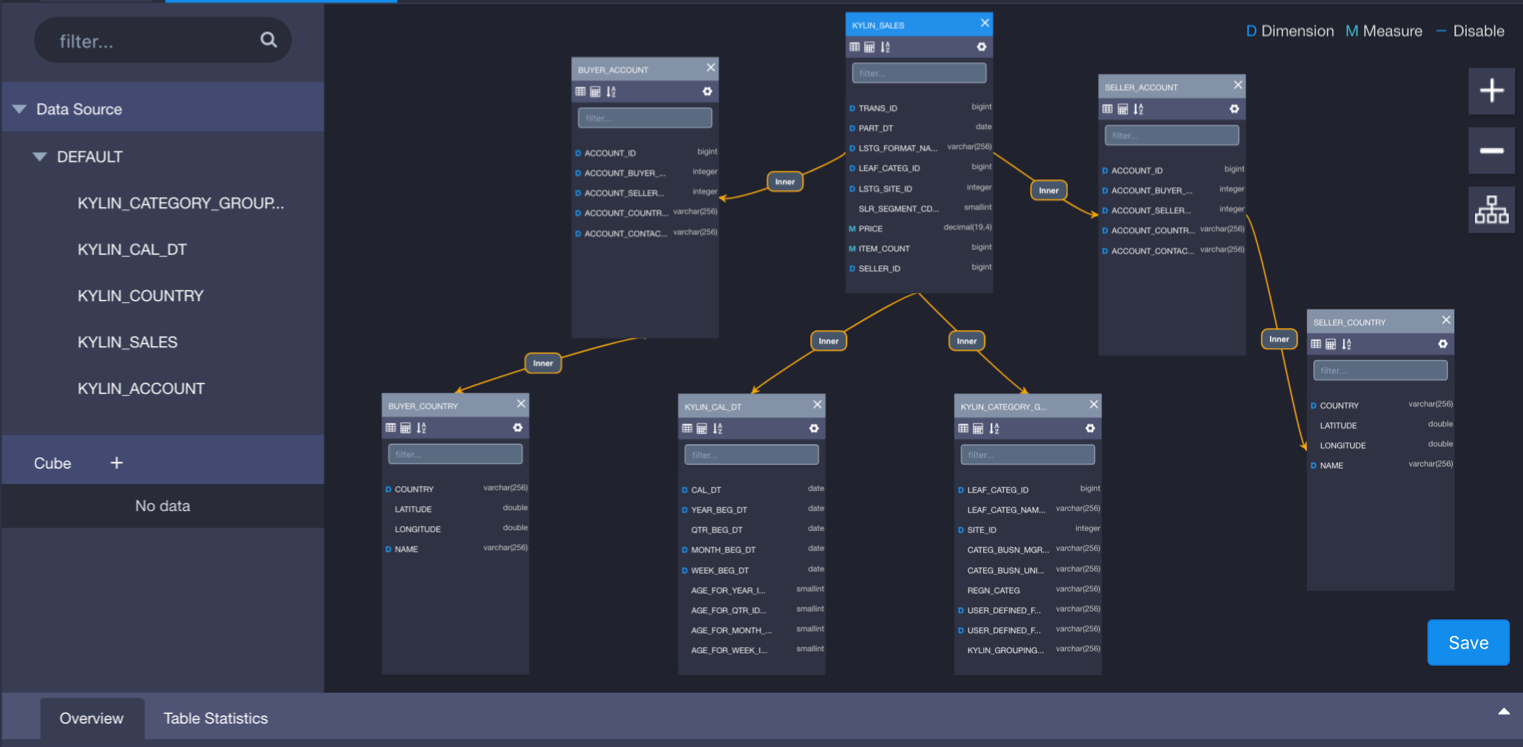 filter...
Data Source
DEFAULT
KYLIN_CATEGORY_GROUP...
KYLIN_CAL_DT
KYLIN_COUNTRY
KYLIN_SALES
KYLIN_ACCOUNT
Cube +
No data
D Dimension M Measure – Disable
KYLIN_SALES
filter...
D TRANS_ID bigint
D PART_DT date
D LSTG_FORMAT_NA... varchar(256)
D LEAF_CATEG_ID bigint
D LSTG_SITE_ID integer
SLR_SEGMENT_CD... smallint
M PRICE decimal(19,4)
M ITEM_COUNT bigint
D SELLER_ID bigint
BUYER_ACCOUNT
filter...
D ACCOUNT_ID bigint
D ACCOUNT_BUYER_... integer
D ACCOUNT_SELLER... integer
D ACCOUNT_COUNTR... varchar(256)
D ACCOUNT_CONTAC... varchar(256)
SELLER_ACCOUNT
filter...
D ACCOUNT_ID bigint
D ACCOUNT_BUYER_... integer
D ACCOUNT_SELLER... integer
D ACCOUNT_COUNTR... varchar(256)
D ACCOUNT_CONTAC... varchar(256)
Inner
Inner
Inner
Inner
Inner
Inner
BUYER_COUNTRY
filter...
D COUNTRY varchar(256)
LATITUDE double
LONGITUDE double
D NAME varchar(256)
KYLIN_CAL_DT
filter...
D CAL_DT date
D YEAR_BEG_DT date
QTR_BEG_DT date
D MONTH_BEG_DT date
D WEEK_BEG_DT date
AGE_FOR_YEAR_I... smallint
AGE_FOR_QTR_ID... smallint
AGE_FOR_MONTH_... smallint
AGE_FOR_WEEK_I... smallint
KYLIN_CATEGORY_G...
filter...
D LEAF_CATEG_ID bigint
LEAF_CATEG_NAM... varchar(256)
D SITE_ID integer
CATEG_BUSN_MGR... varchar(256)
CATEG_BUSN_UNI... varchar(256)
REGN_CATEG varchar(256)
D USER_DEFINED_F... varchar(256)
D USER_DEFINED_F... varchar(256)
KYLIN_GROUPING... varchar(256)
SELLER_COUNTRY
filter...
D COUNTRY varchar(256)
LATITUDE double
LONGITUDE double
D NAME varchar(256)
Save
Overview
Table Statistics